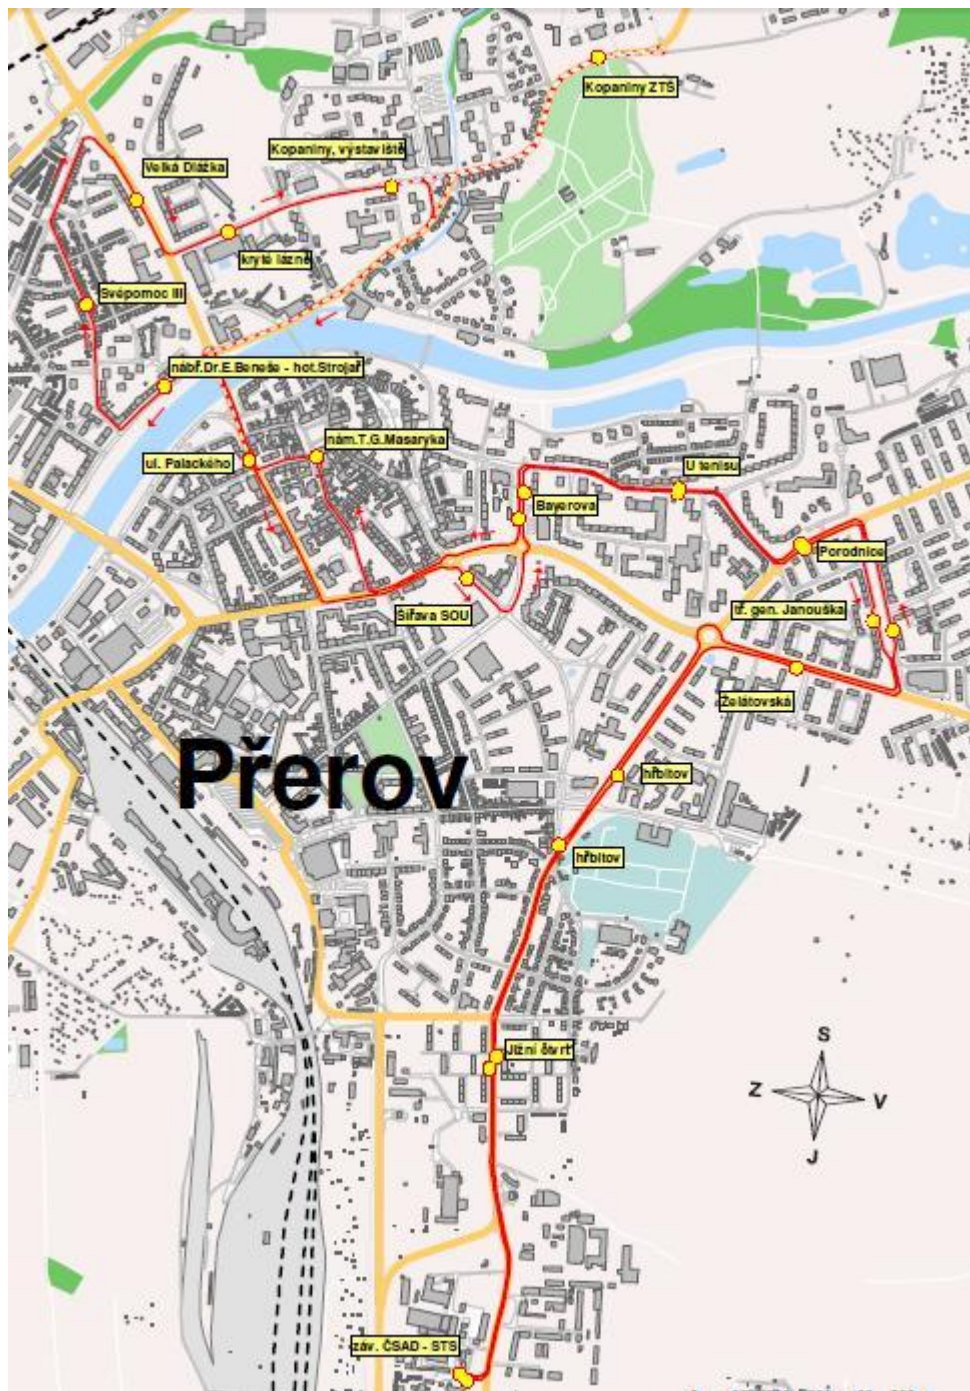 Kopaniny ZTŠ
Kopaniny, výstaviště
Velká Dlážka
kryté lázně
Svépomoc III
nábř.Dr.E.Beneše - hot.Strojař
nám.T.G.Masaryka
ul. Palackého
U tenisu
Bayerova
Porodnice
tř. gen. Janouška
Šířava SOU
Želátovská
Přerov
hřbitov
hřbitov
Jižní čtvrť
S
Z
V
J
záv. ČSAD - STS